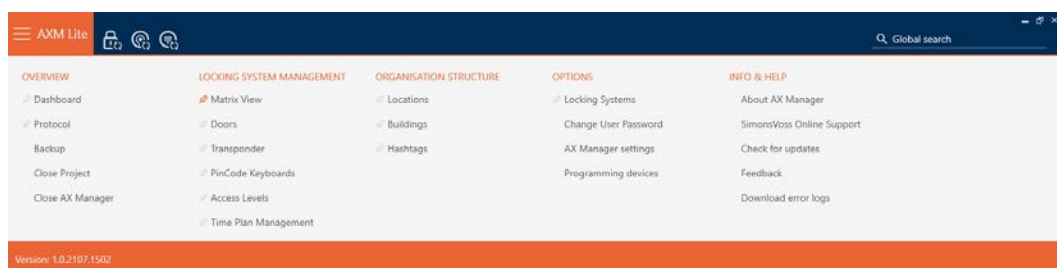 AXM Lite
Global search
OVERVIEW
Dashboard
Protocol
Backup
Close Project
Close AX Manager
LOCKING SYSTEM MANAGEMENT
Matrix View
Doors
Transponder
PinCode Keyboards
Access Levels
Time Plan Management
ORGANISATION STRUCTURE
Locations
Buildings
Hashtags
OPTIONS
Locking Systems
Change User Password
AX Manager settings
Programming devices
INFO & HELP
About AX Manager
SimonsVoss Online Support
Check for updates
Feedback
Download error logs
Version: 1.0.2107.1502